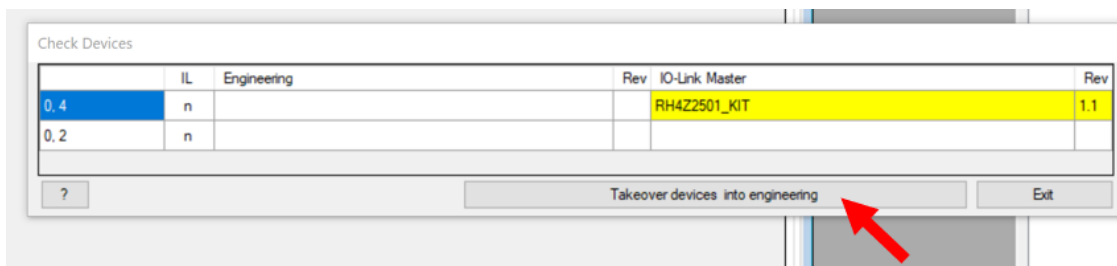 Check Devices
IL Engineering Rev IO-Link Master Rev
0, 4 n RH4Z2501_KIT 1.1
0, 2 n
? Takeover devices into engineering Exit